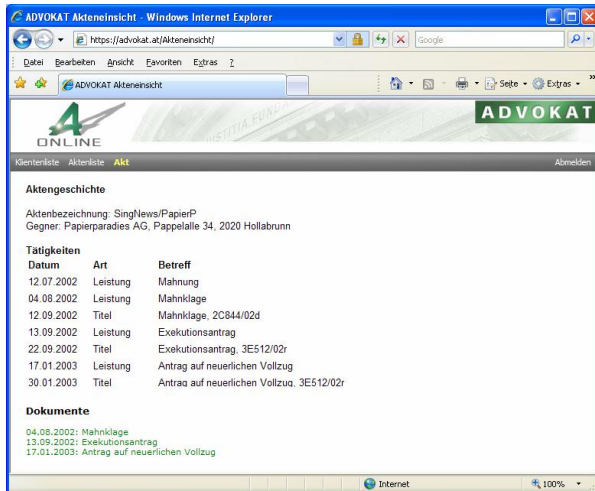 ADVOKAT Akteneinsicht - Windows Internet Explorer
https://advokat.at/Akteneinsicht/
Google
Datei Bearbeiten Ansicht Favoriten Extras ?
ADVOKAT Akteneinsicht
Seite Extras »
A
ONLINE
JUSTITIA FUNDA
ADVOKAT
Klientenliste Aktenliste Akt Abmelden
Aktengeschichte
Aktenbezeichnung: SingNews/PapierP
Gegner: Papierparadies AG, Pappelalle 34, 2020 Hollabrunn
Tätigkeiten
Datum Art Betreff
12.07.2002 Leistung Mahnung
04.08.2002 Leistung Mahnklage
12.09.2002 Titel Mahnklage, 2C844/02d
13.09.2002 Leistung Exekutionsantrag
22.09.2002 Titel Exekutionsantrag, 3E512/02r
17.01.2003 Leistung Antrag auf neuerlichen Vollzug
30.01.2003 Titel Antrag auf neuerlichen Vollzug, 3E512/02r
Dokumente
04.08.2002: Mahnklage
13.09.2002: Exekutionsantrag
17.01.2003: Antrag auf neuerlichen Vollzug
Internet 100%